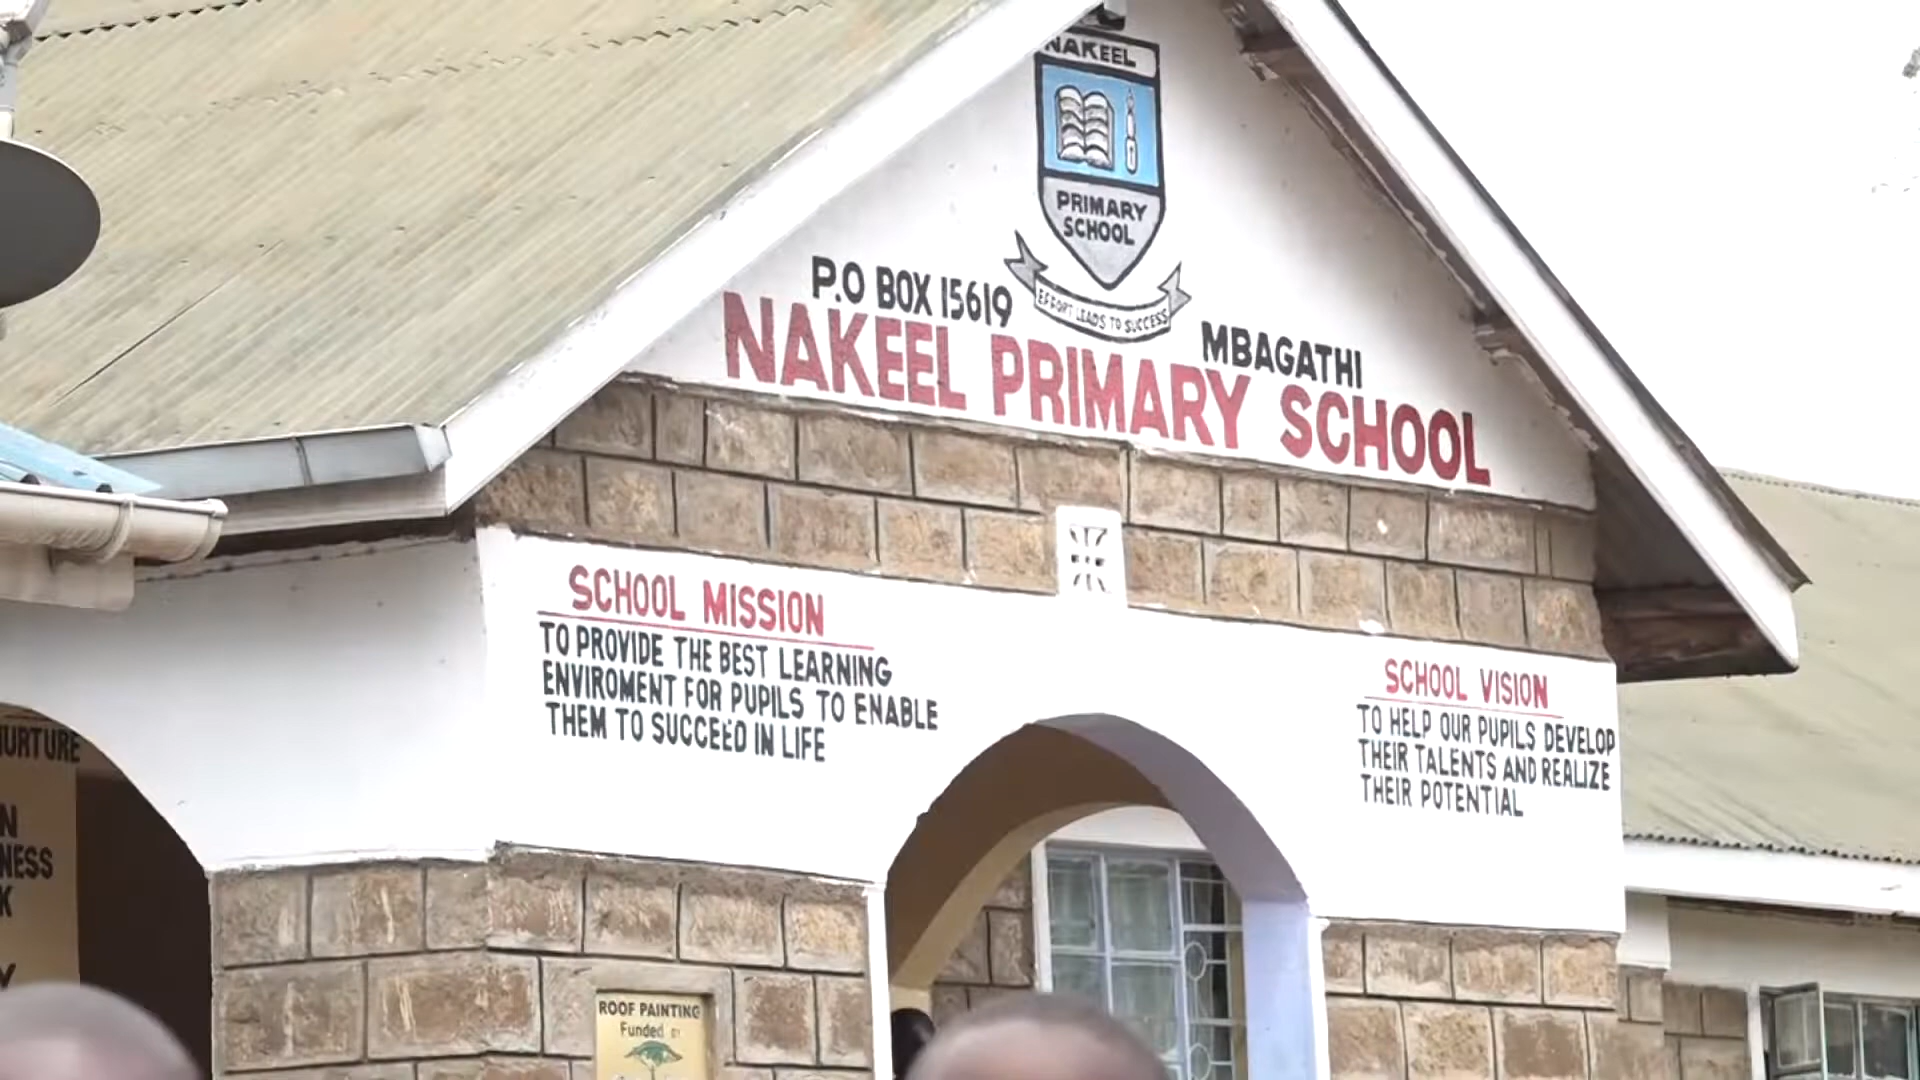 NAKEEL
PRIMARY
SCHOOL
EFFORT LEADS TO SUCCESS
P.O BOX 15619
MBAGATHI
NAKEEL PRIMARY SCHOOL
SCHOOL MISSION
TO PROVIDE THE BEST LEARNING
ENVIROMENT FOR PUPILS TO ENABLE
THEM TO SUCCEED IN LIFE
SCHOOL VISION
TO HELP OUR PUPILS DEVELOP
THEIR TALENTS AND REALIZE
THEIR POTENTIAL
ROOF PAINTING
Funded BY